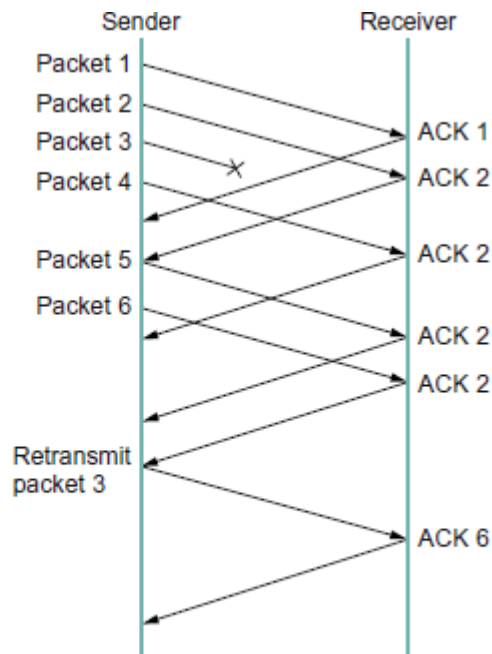 Sender
Receiver
Packet 1
Packet 2
Packet 3
Packet 4
Packet 5
Packet 6
Retransmit
packet 3
ACK 1
ACK 2
ACK 2
ACK 2
ACK 2
ACK 6